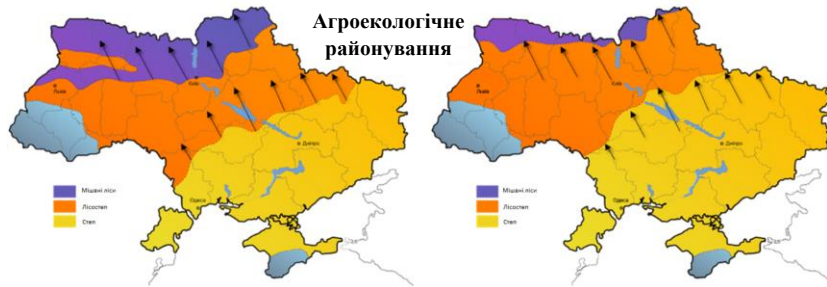 Агроекологічне
районування
Київ
Львів
Дніпро
Одеса
Мішані ліси
Лісостеп
Степ
Київ
Львів
Дніпро
Одеса
Мішані ліси
Лісостеп
Степ